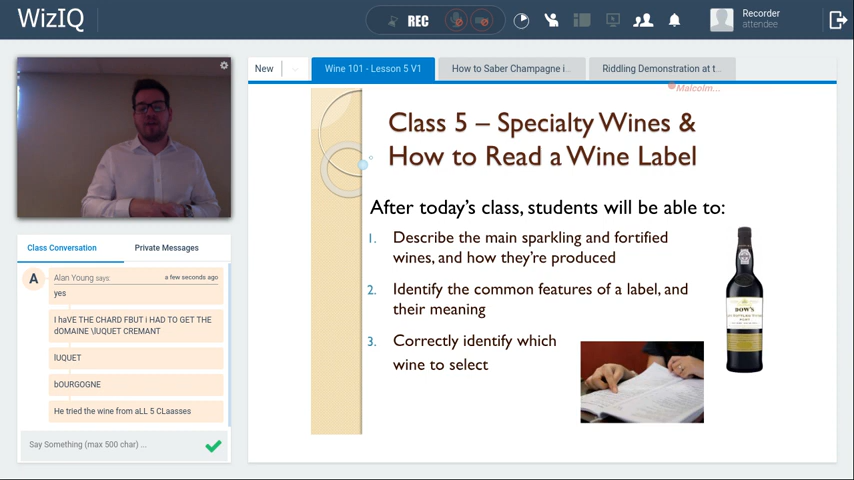 WizIQ
REC
Recorder
attendee
New
Wine 101 - Lesson 5 V1
How to Saber Champagne i..
Riddling Demonstration at t...
Malcolm...
Class 5 – Specialty Wines &
How to Read a Wine Label
After today's class, students will be able to:
1. Describe the main sparkling and fortified
wines, and how they're produced
2. Identify the common features of a label, and
their meaning
3. Correctly identify which
wine to select
DOW'S
Class Conversation
Private Messages
A
Alan Young says:
a few seconds ago
yes
I haVE THE CHARD FBUT i HAD TO GET THE
dOMAINE \lUQUET CREMANT
lUQUET
bOURGOGNE
He tried the wine from aLL 5 CLaasses
Say Something (max 500 char) ...